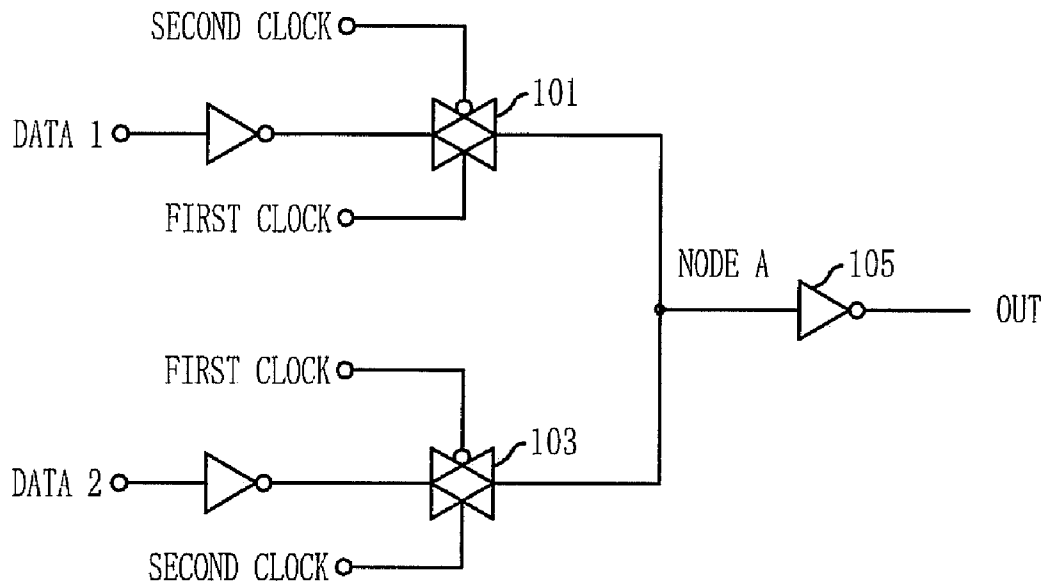 SECOND CLOCK
101
DATA 1
FIRST CLOCK
NODE A
105
OUT
FIRST CLOCK
103
DATA 2
SECOND CLOCK